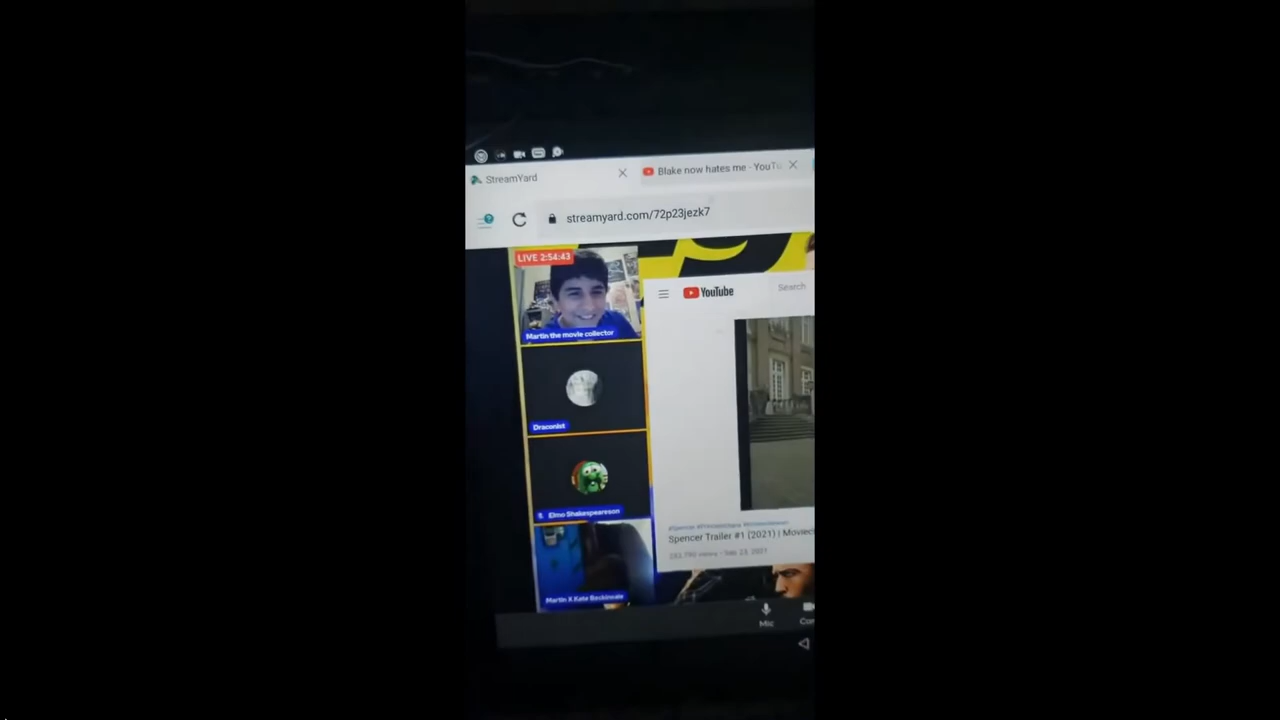 StreamYard
Blake now hates me - YouTu
streamyard.com/72p23jezk7
LIVE 2:54:43
YouTube
Search
Martin the movie collector
Draconist
Elmo Shakespeareson
Spencer Trailer #1 (2021) | Moviec
Martin X Kate Beckinsale
Mic